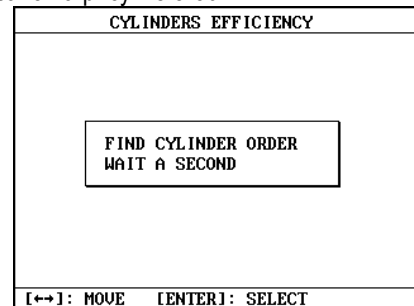 CYLINDERS EFFICIENCY
FIND CYLINDER ORDER
WAIT A SECOND
[←→]: MOVE [ENTER]: SELECT